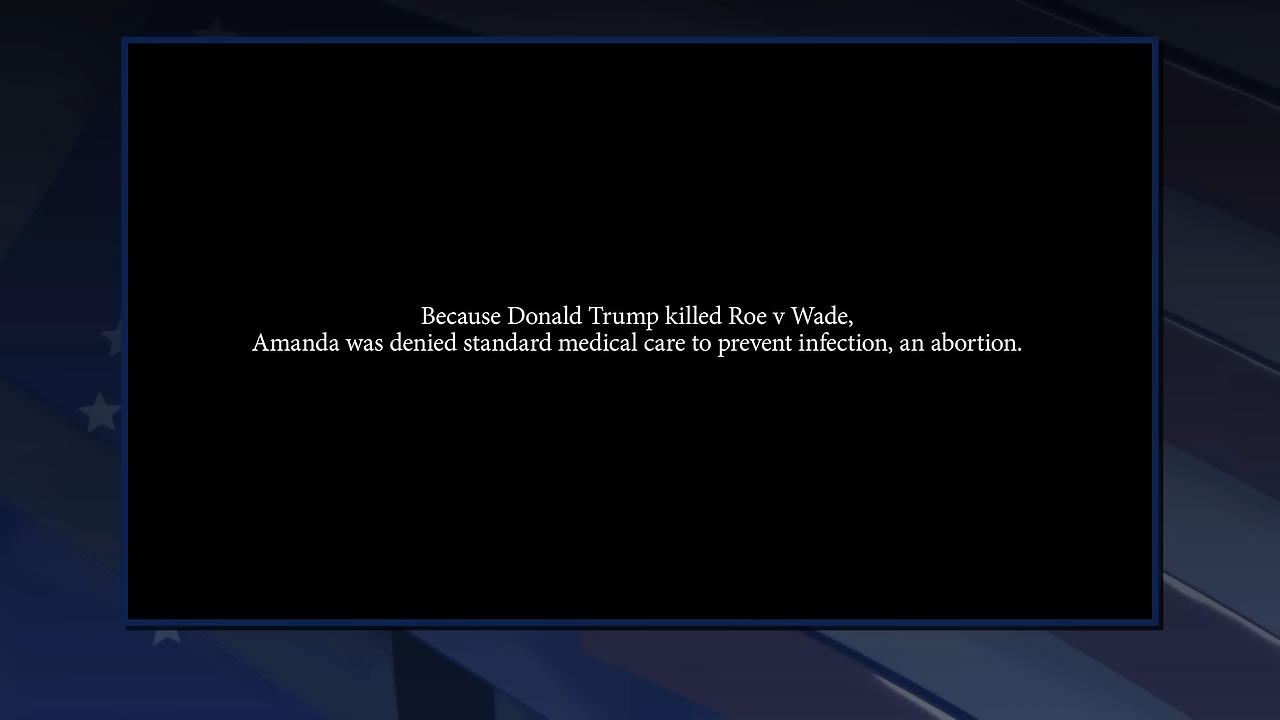 Because Donald Trump killed Roe v Wade,
Amanda was denied standard medical care to prevent infection, an abortion.